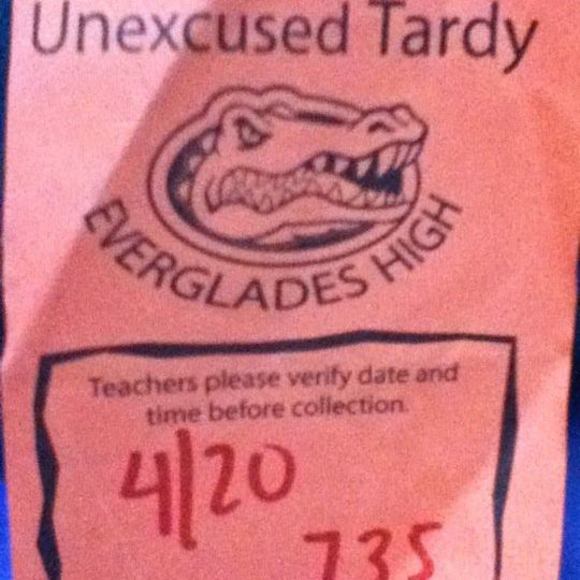 Unexcused Tardy
EVERGLADES HIGH
Teachers please verify date and
time before collection.
4/20
735